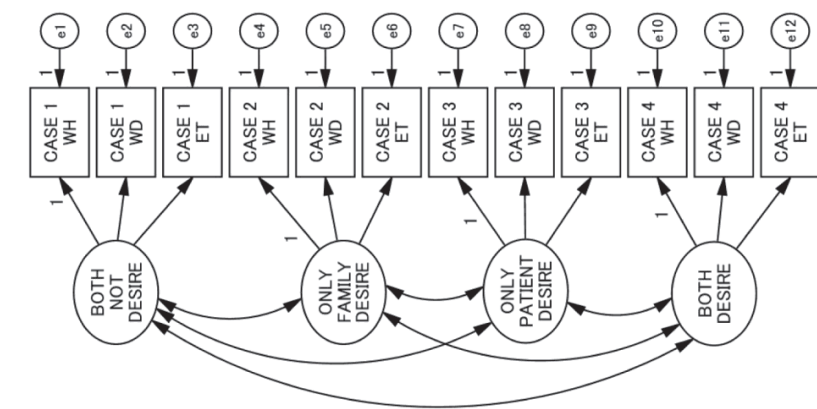 e1
e2
e3
e4
e5
e6
e7
e8
e9
e10
e11
e12
1
1
1
1
1
1
1
1
1
1
1
1
CASE 1
WH
CASE 1
WD
CASE 1
ET
CASE 2
WH
CASE 2
WD
CASE 2
ET
CASE 3
WH
CASE 3
WD
CASE 3
ET
CASE 4
WH
CASE 4
WD
CASE 4
ET
1
1
1
1
BOTH
NOT
DESIRE
ONLY
FAMILY
DESIRE
ONLY
PATIENT
DESIRE
BOTH
DESIRE